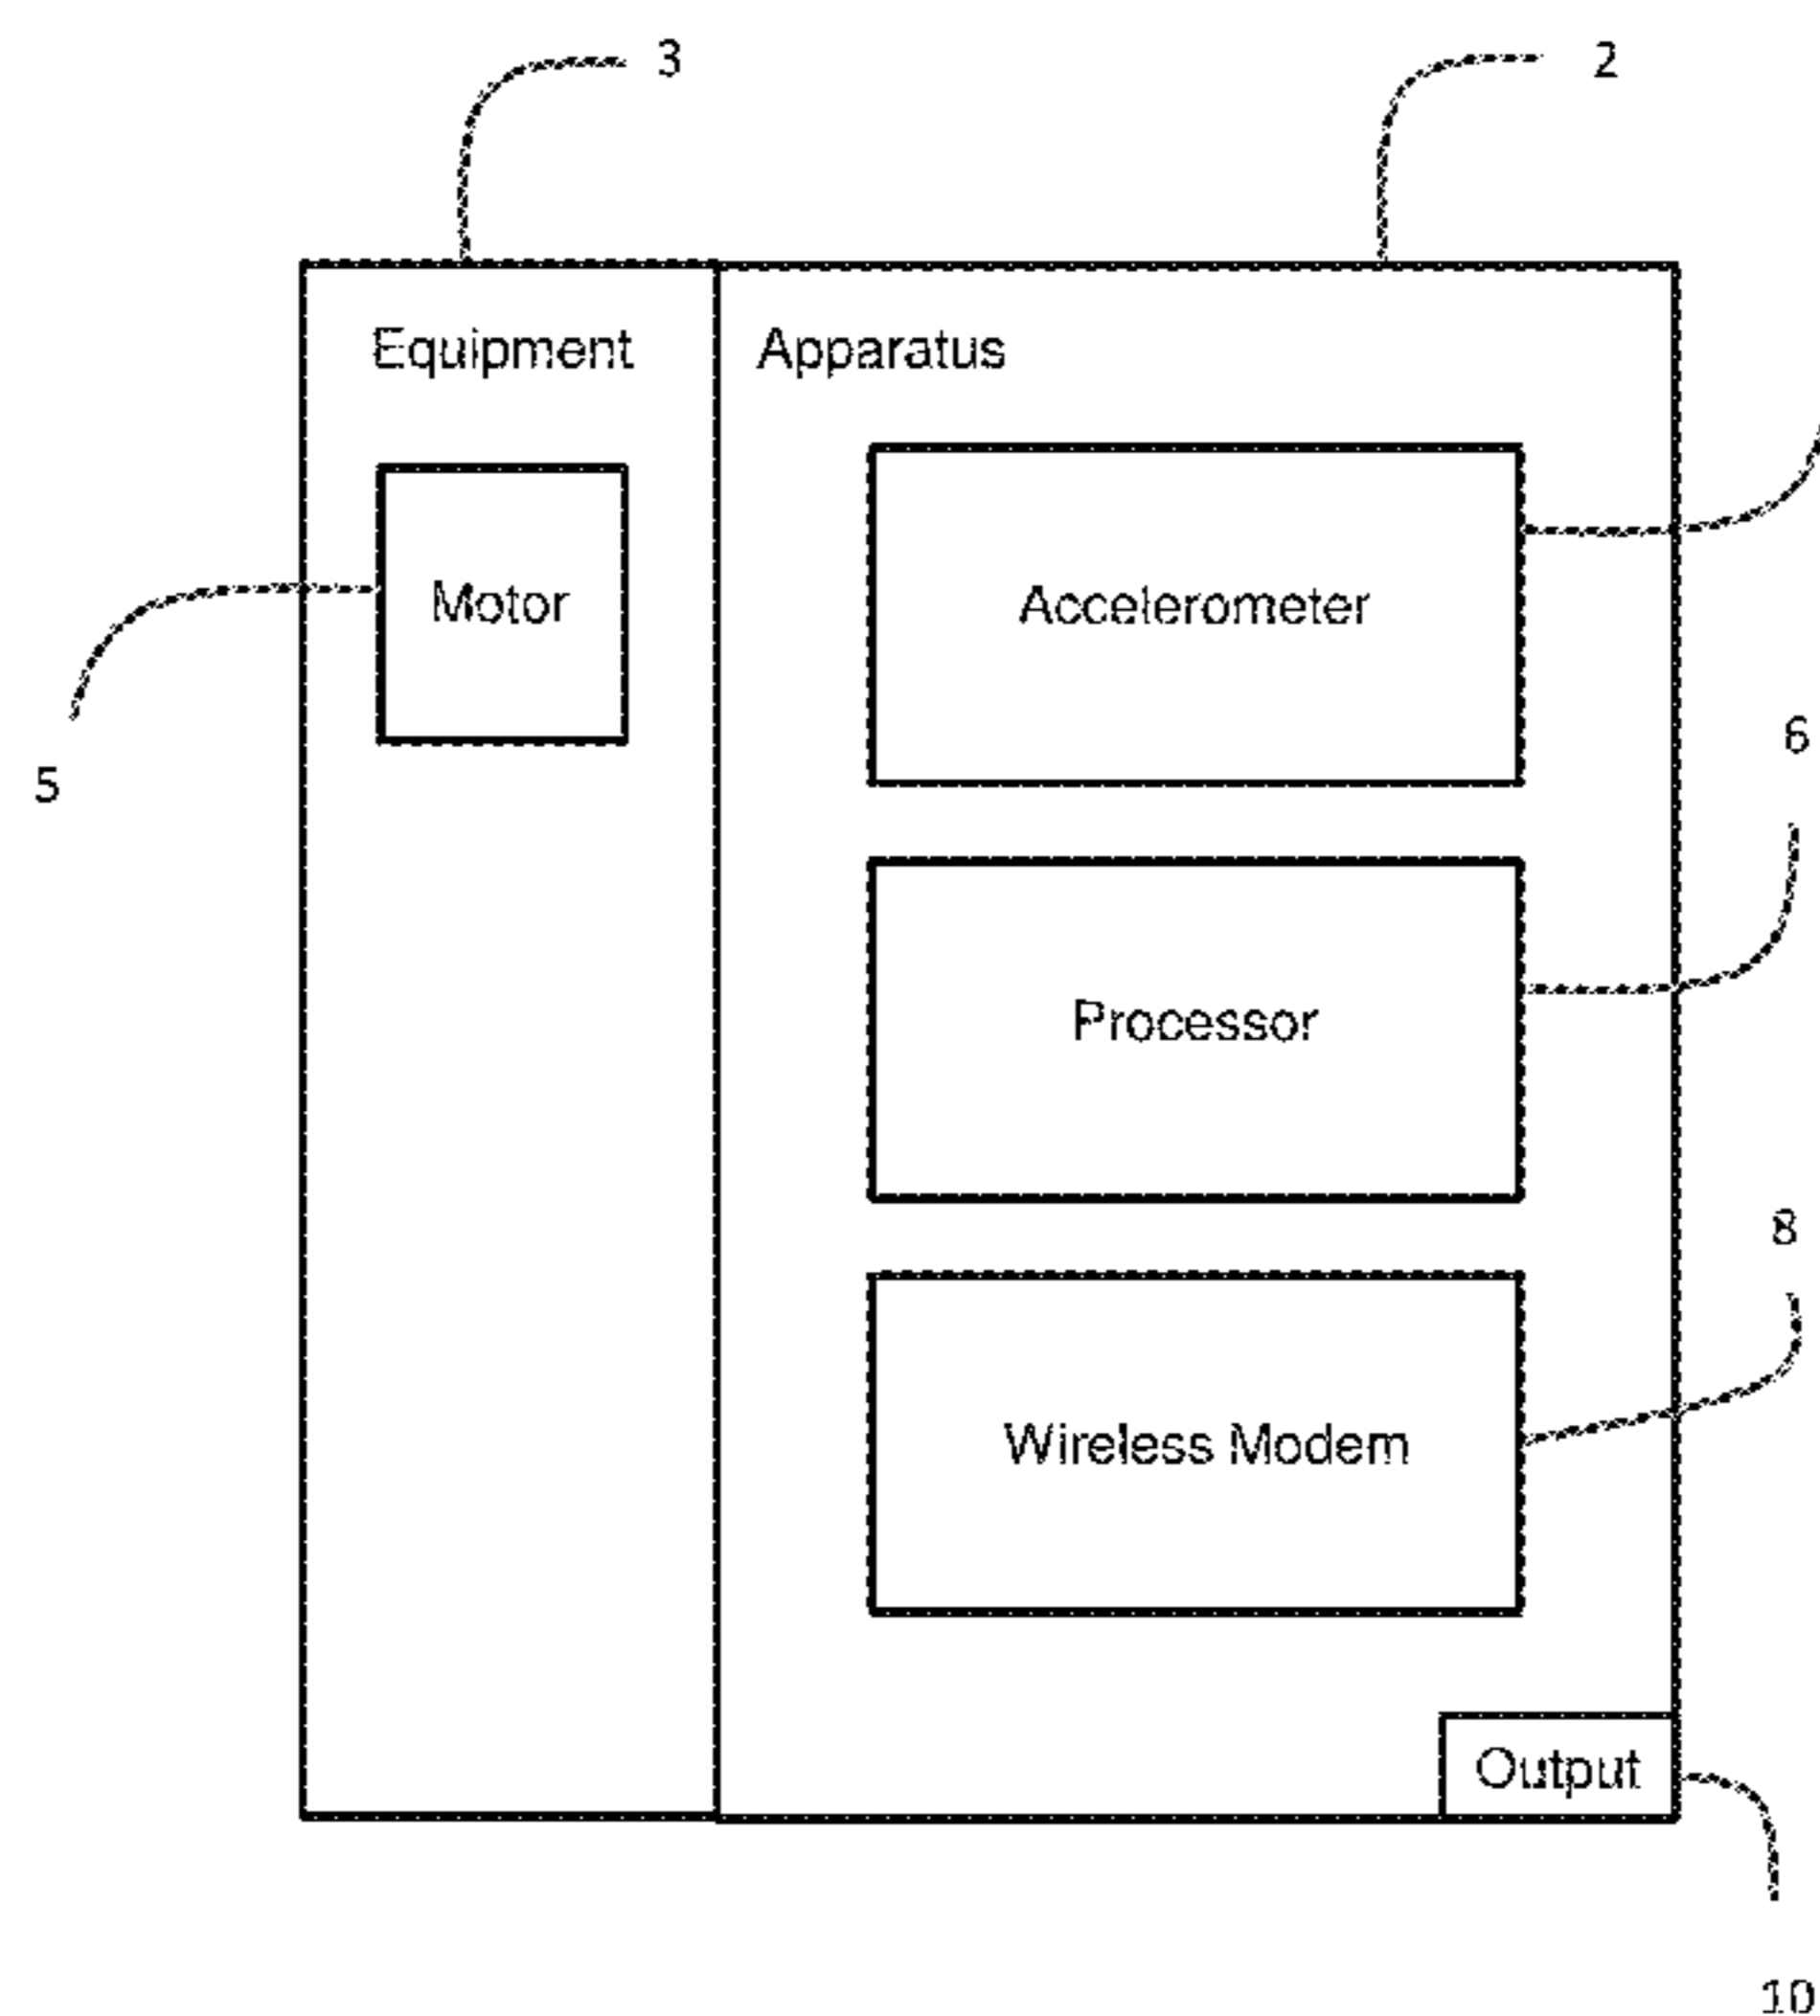 3
2
Equipment
Apparatus
Motor
Accelerometer
5
6
Processor
8
Wireless Modem
Output
10